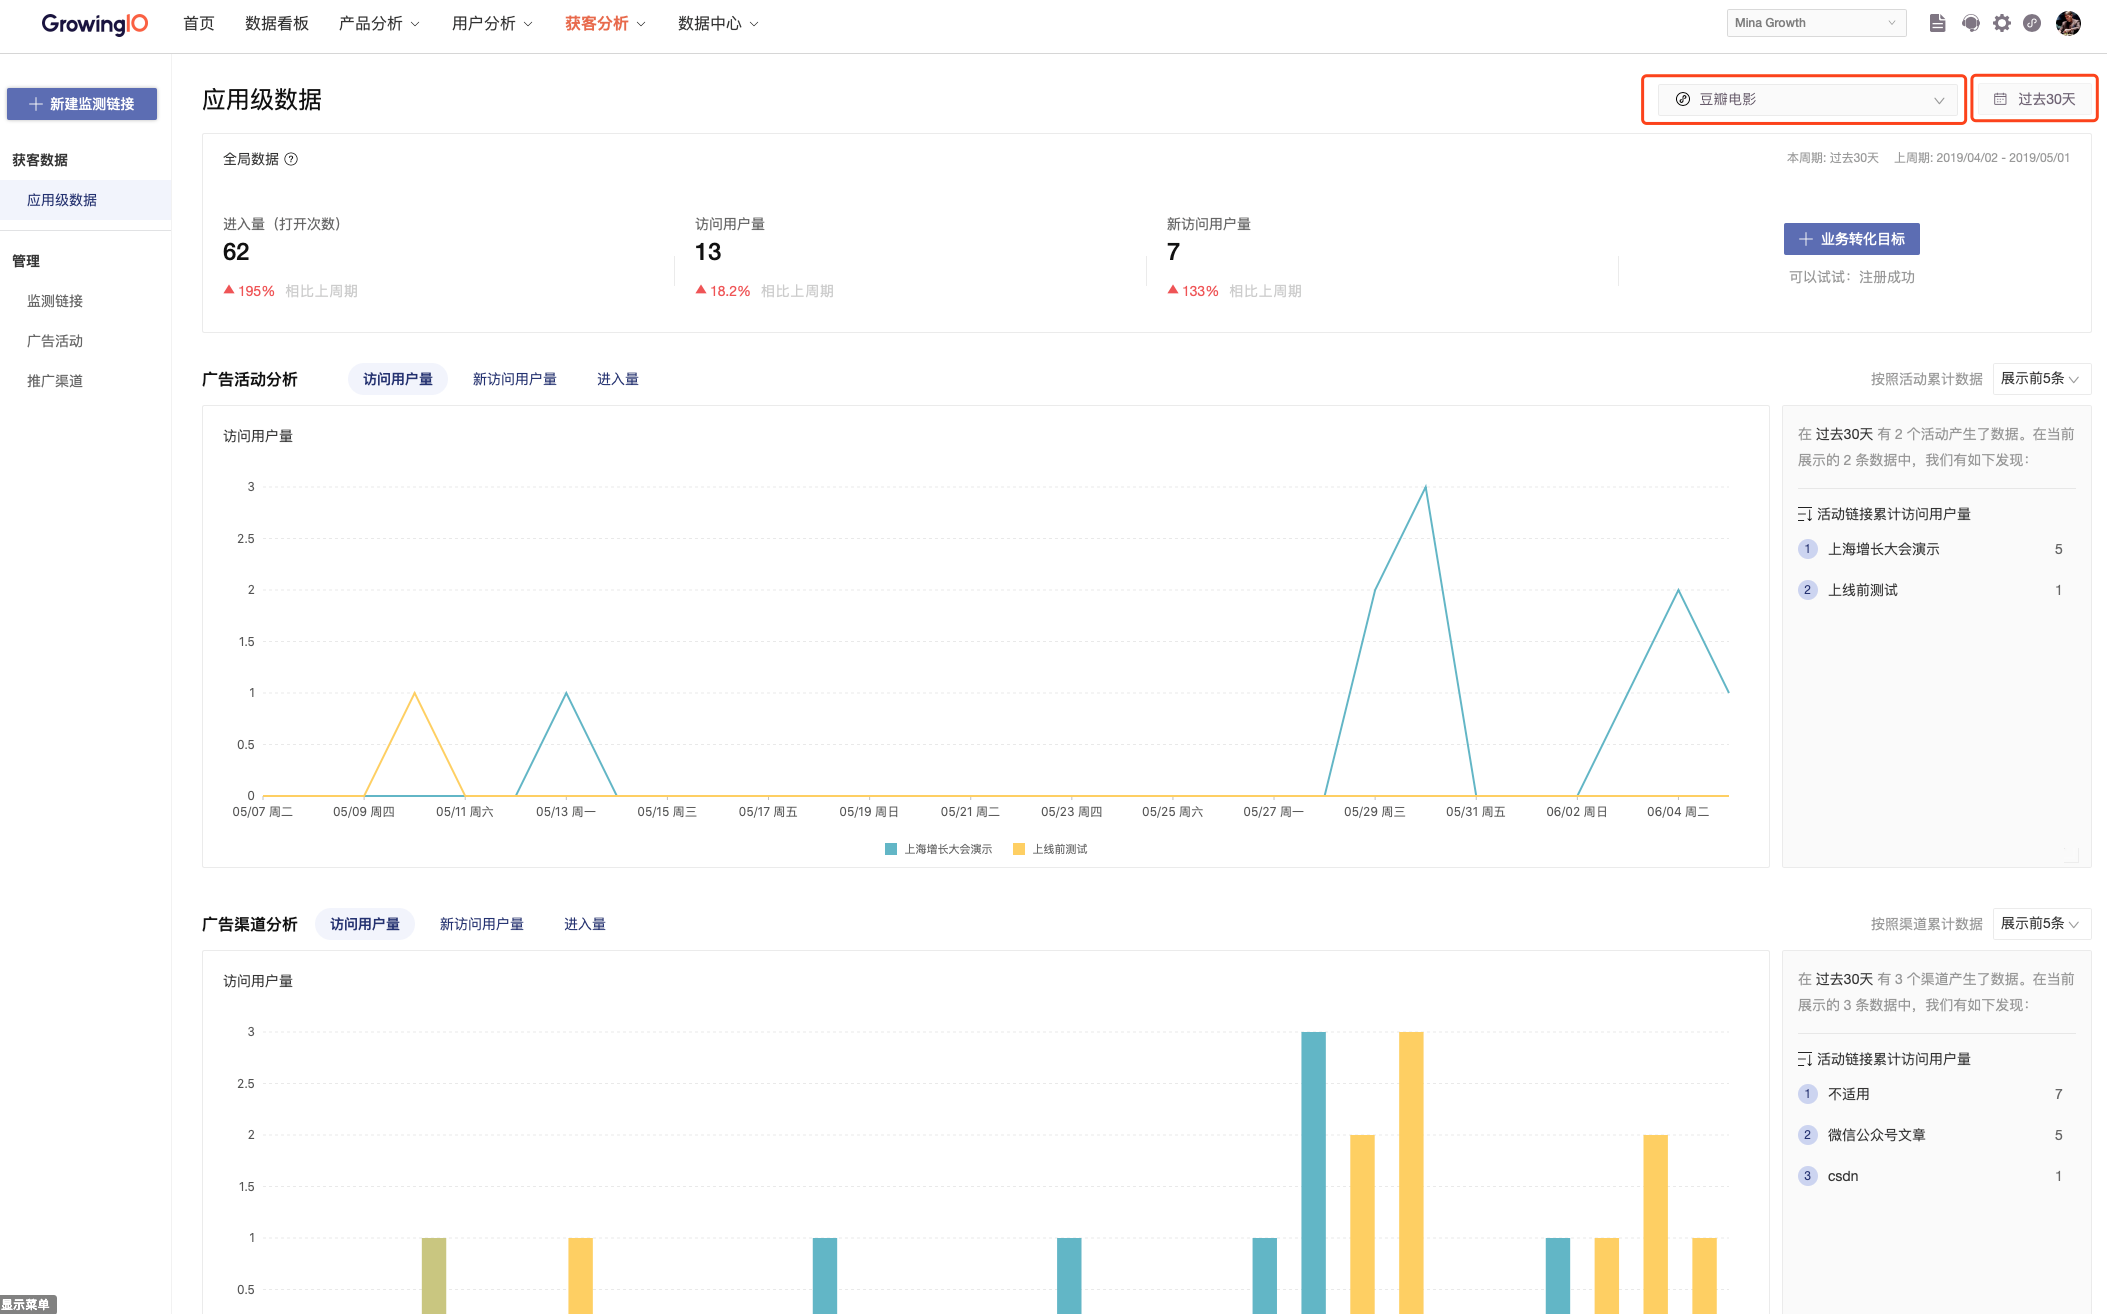 GrowingIO 首页 数据看板 产品分析 用户分析 获客分析 数据中心 Mina Growth
新建监测链接
获客数据
应用级数据
管理
监测链接
广告活动
推广渠道
显示菜单
应用级数据 豆瓣电影 过去30天
全局数据 ? 本周期: 过去30天 上周期: 2019/04/02 - 2019/05/01
进入量（打开次数） 访问用户量 新访问用户量
62 13 7
195% 相比上周期 18.2% 相比上周期 133% 相比上周期
业务转化目标
可以试试：注册成功
广告活动分析 访问用户量 新访问用户量 进入量 按照活动累计数据 展示前5条
访问用户量
3
2.5
2
1.5
1
0.5
0
05/07 周二 05/09 周四 05/11 周六 05/13 周一 05/15 周三 05/17 周五 05/19 周日 05/21 周二 05/23 周四 05/25 周六 05/27 周一 05/29 周三 05/31 周五 06/02 周日 06/04 周二
上海增长大会演示 上线前测试
在 过去30天 有 2 个活动产生了数据。在当前
展示的 2 条数据中，我们有如下发现：
活动链接累计访问用户量
1 上海增长大会演示 5
2 上线前测试 1
广告渠道分析 访问用户量 新访问用户量 进入量 按照渠道累计数据 展示前5条
访问用户量
3
2.5
2
1.5
1
0.5
在 过去30天 有 3 个渠道产生了数据。在当前
展示的 3 条数据中，我们有如下发现：
活动链接累计访问用户量
1 不适用 7
2 微信公众号文章 5
3 csdn 1